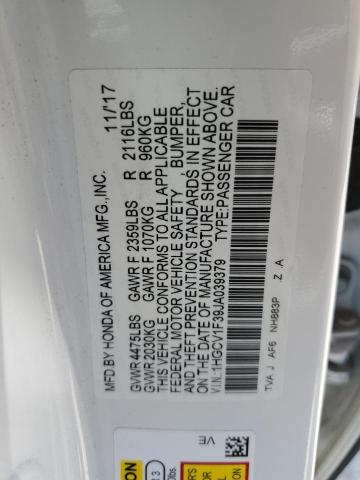 MFD.BY HONDA OF AMERICA MFG.,INC. 11/17
GVWR 4475LBS GAWR F 2359LBS R 2116LBS
GVWR 2030KG GAWR F 1070KG R 960KG
THIS VEHICLE CONFORMS TO ALL APPLICABLE
FEDERAL MOTOR VEHICLE SAFETY, BUMPER,
AND THEFT PREVENTION STANDARDS IN EFFECT
ON THE DATE OF MANUFACTURE SHOWN ABOVE.
V.I.N.:1HGCV1F39JA039379 TYPE:PASSENGER CAR
TVA J AF6 NH883P .Z .A
VE